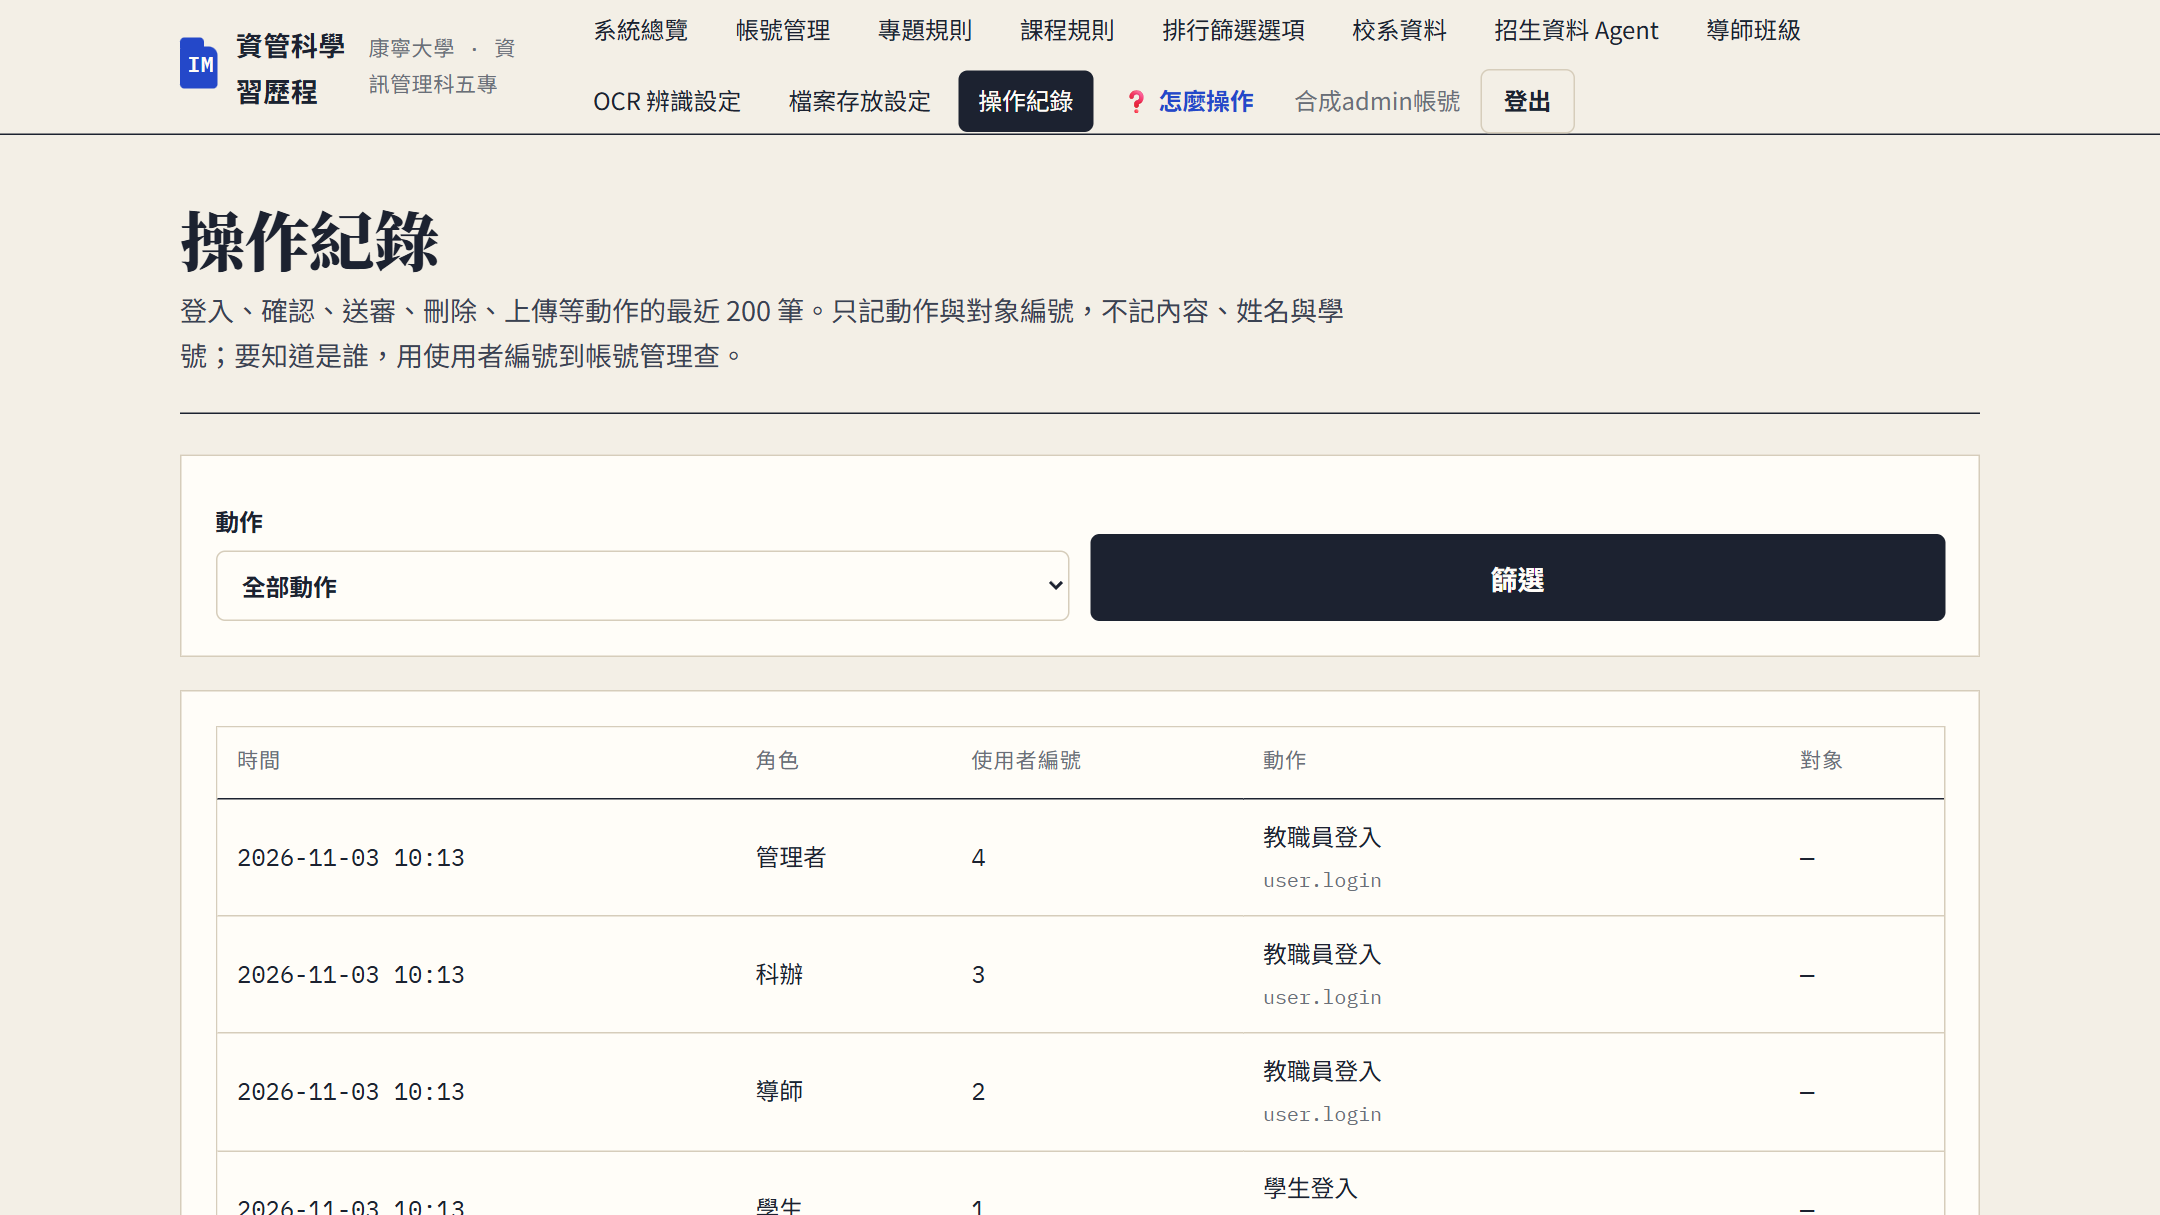 IM
資管科學
習歷程
康寧大學 · 資
訊管理科五專
系統總覽 帳號管理 專題規則 課程規則 排行篩選選項 校系資料 招生資料 Agent 導師班級
OCR 辨識設定 檔案存放設定 操作紀錄 ❓ 怎麼操作 合成admin帳號 登出
操作紀錄
登入、確認、送審、刪除、上傳等動作的最近 200 筆。只記動作與對象編號，不記內容、姓名與學
號；要知道是誰，用使用者編號到帳號管理查。
動作
全部動作
篩選
時間 角色 使用者編號 動作 對象
2026-11-03 10:13 管理者 4 教職員登入 —
user.login
2026-11-03 10:13 科辦 3 教職員登入 —
user.login
2026-11-03 10:13 導師 2 教職員登入 —
user.login
2026-11-03 10:13 學生 1 學生登入 —